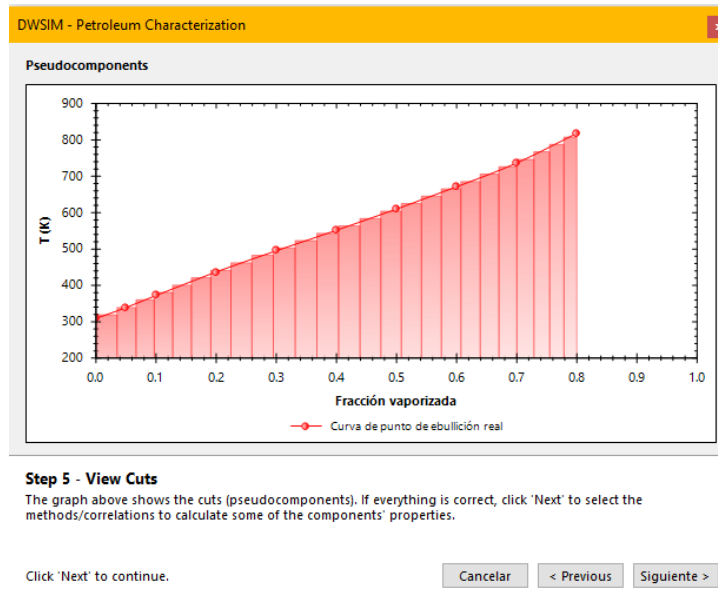 DWSIM - Petroleum Characterization
Pseudocomponents
900
800
700
600
500
400
300
200
T (K)
0.0 0.1 0.2 0.3 0.4 0.5 0.6 0.7 0.8 0.9 1.0
Fracción vaporizada
Curva de punto de ebullición real
Step 5 - View Cuts
The graph above shows the cuts (pseudocomponents). If everything is correct, click 'Next' to select the
methods/correlations to calculate some of the components' properties.
Click 'Next' to continue.
Cancelar < Previous Siguiente >